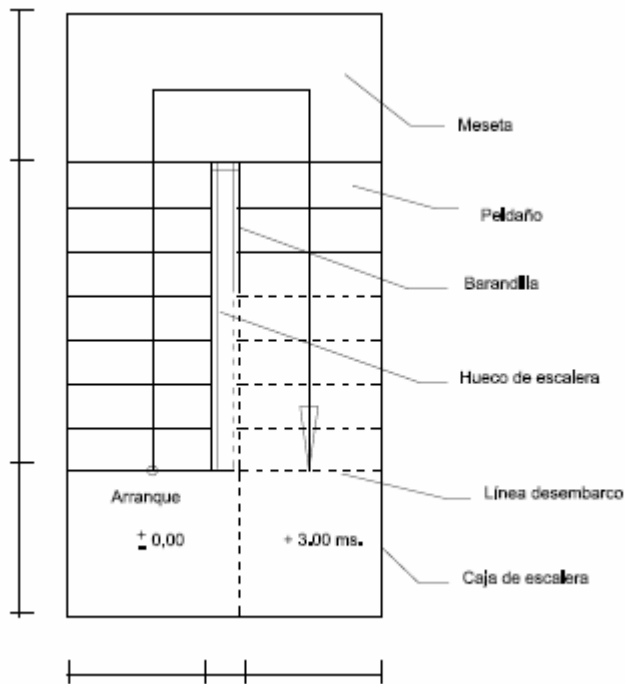 Meseta
Peldaño
Barandilla
Hueco de escalera
Línea desembarco
Arranque
± 0,00
+ 3.00 ms.
Caja de escalera